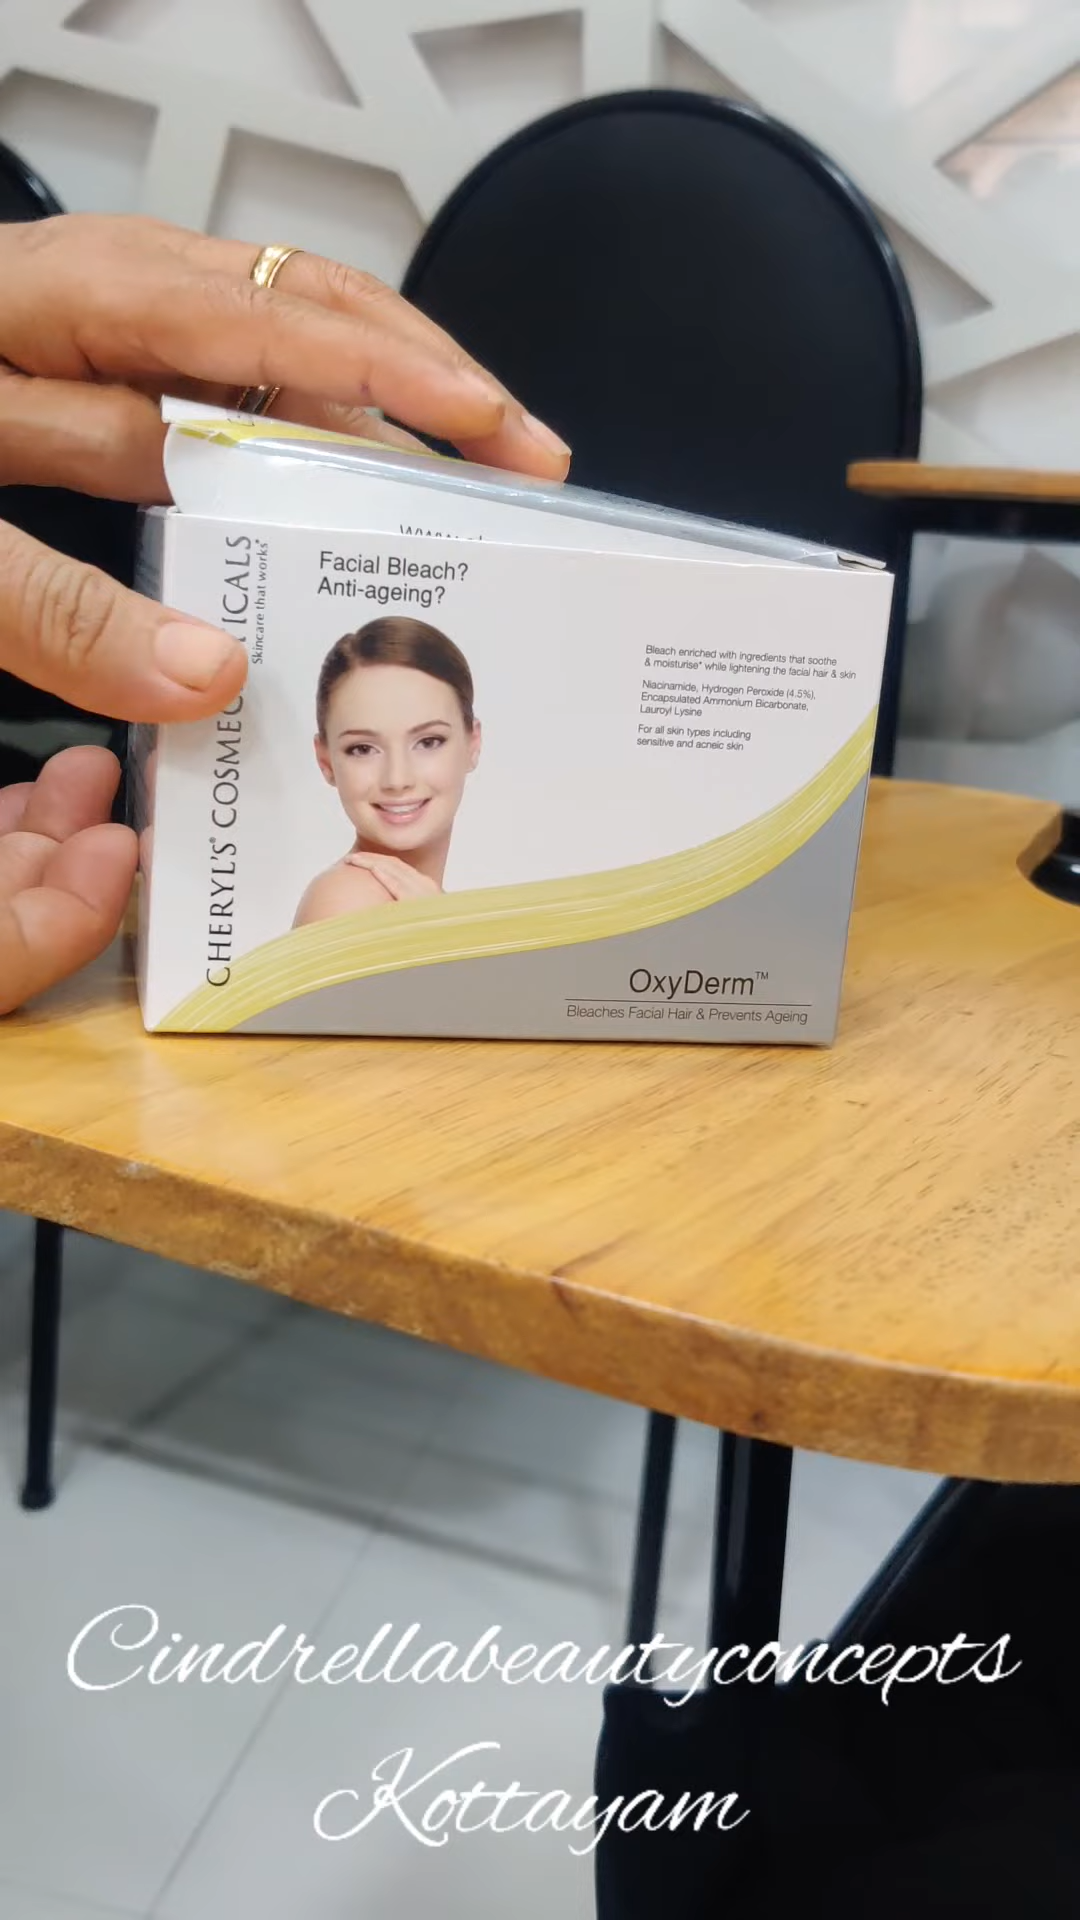 CHERYL'S® COSMECEUTICALS
Skincare that works*
Facial Bleach?
Anti-ageing?
Bleach enriched with ingredients that soothe
& moisturise* while lightening the facial hair & skin
Niacinamide, Hydrogen Peroxide (4.5%),
Encapsulated Ammonium Bicarbonate,
Lauroyl Lysine
For all skin types including
sensitive and acneic skin
OxyDerm™
Bleaches Facial Hair & Prevents Ageing
Cindrellabeautyconcepts
Kottayam